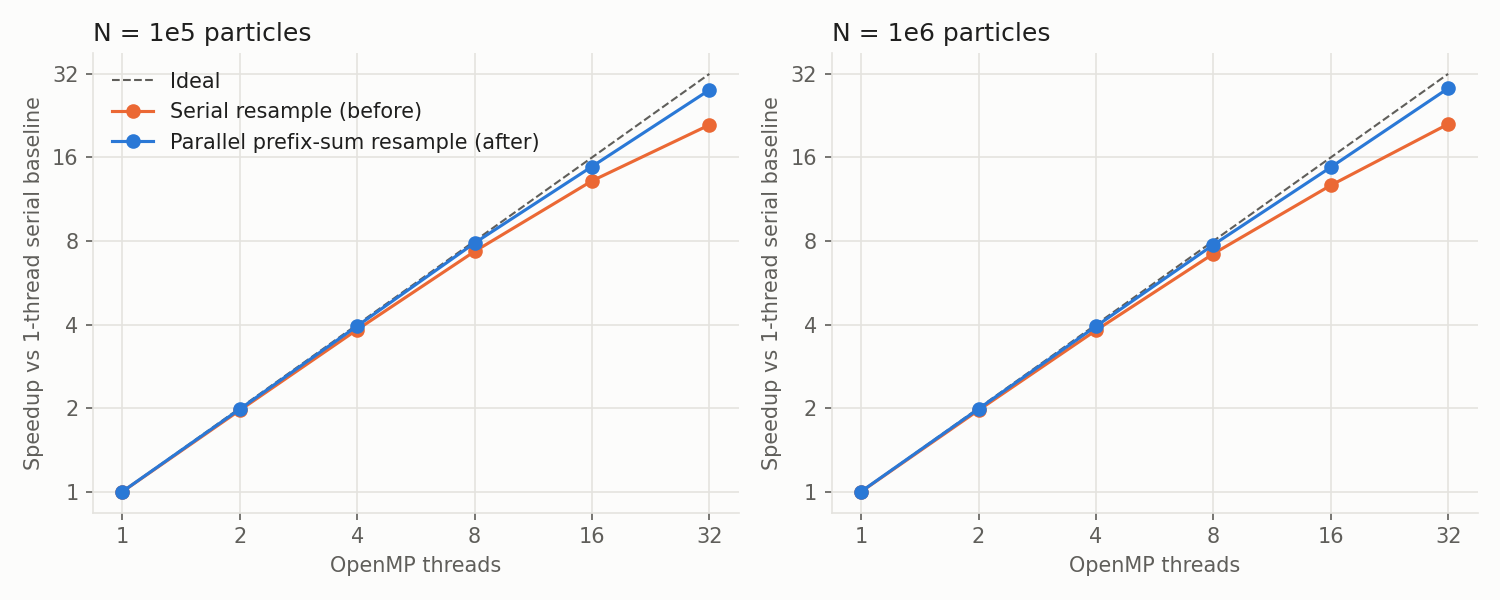 N = 1e5 particles
Ideal
Serial resample (before)
Parallel prefix-sum resample (after)
Speedup vs 1-thread serial baseline
32
16
8
4
2
1
1 2 4 8 16 32
OpenMP threads
N = 1e6 particles
Speedup vs 1-thread serial baseline
32
16
8
4
2
1
1 2 4 8 16 32
OpenMP threads